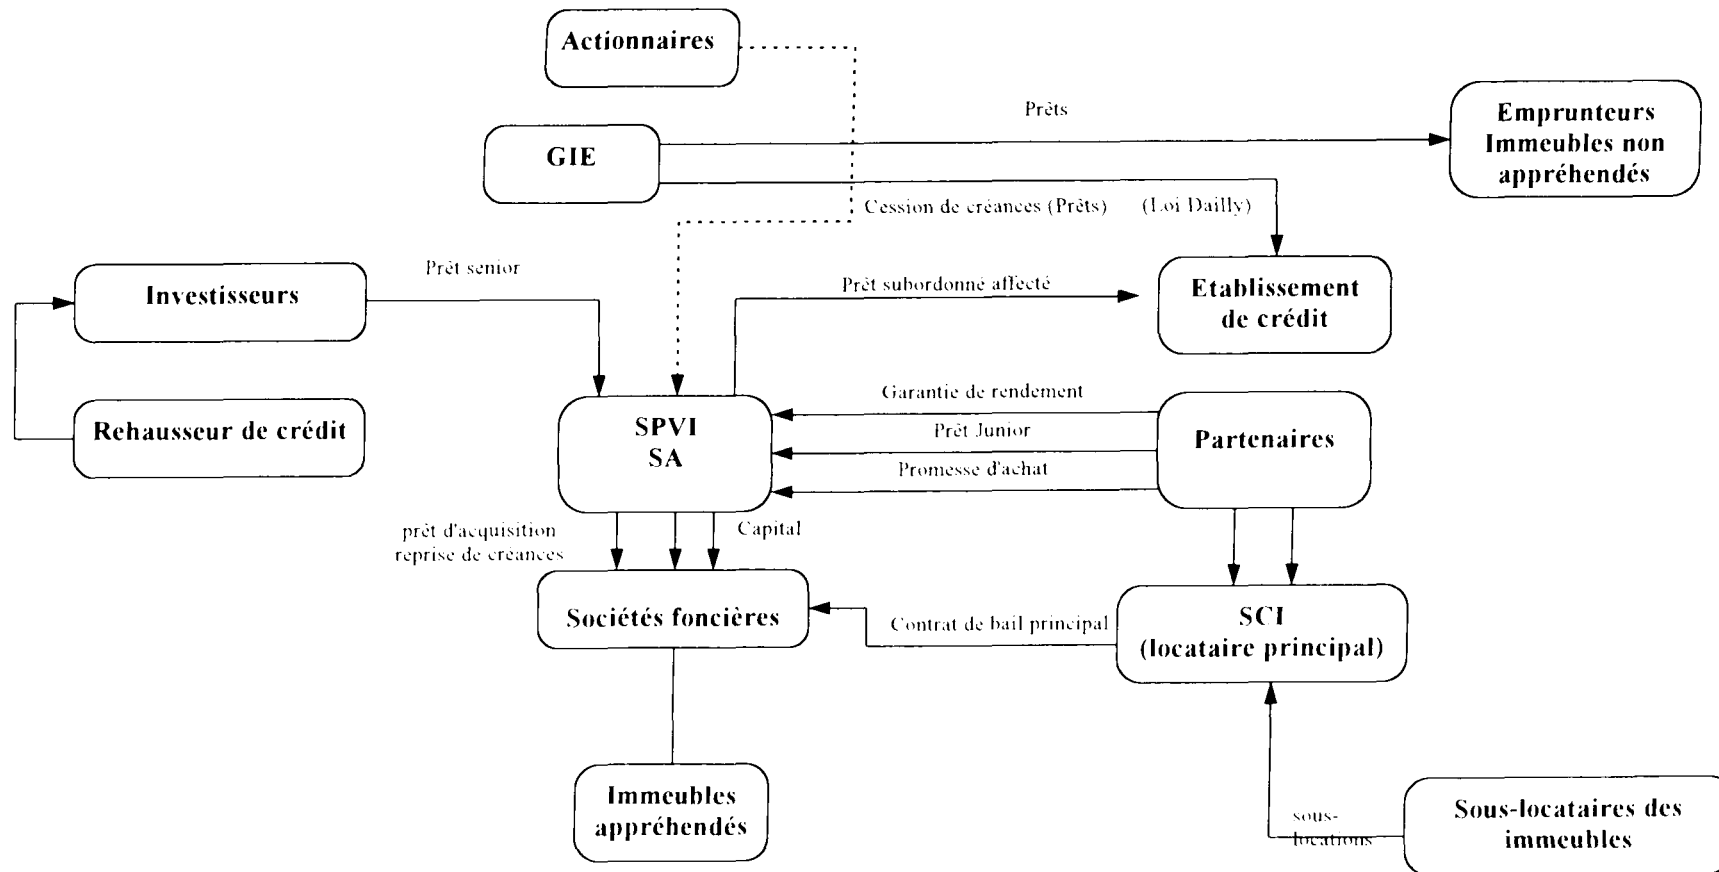 Actionnaires
Prêts
Emprunteurs
Immeubles non
appréhendés
GIE
Cession de créances (Prêts) (Loi Dailly)
Prêt senior
Investisseurs
Prêt subordonné affecté
Etablissement
de crédit
Garantie de rendement
Rehausseur de crédit
SPVI
SA
Prêt Junior
Partenaires
Promesse d'achat
prêt d'acquisition
reprise de créances
Capital
Sociétés foncières
Contrat de bail principal
SCI
(locataire principal)
Immeubles
appréhendés
sous-
locations
Sous-locataires des
immeubles